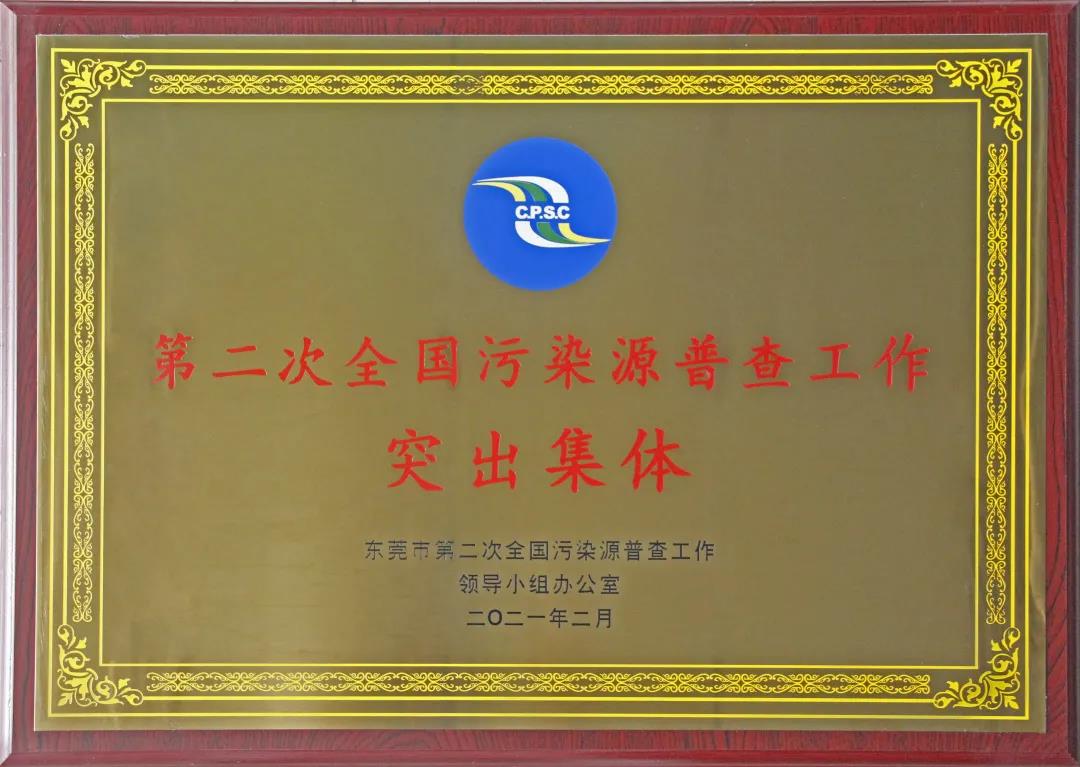 C.P.S.C
第二次全国污染源普查工作
突出集体
东莞市第二次全国污染源普查工作
领导小组办公室
二O二一年二月